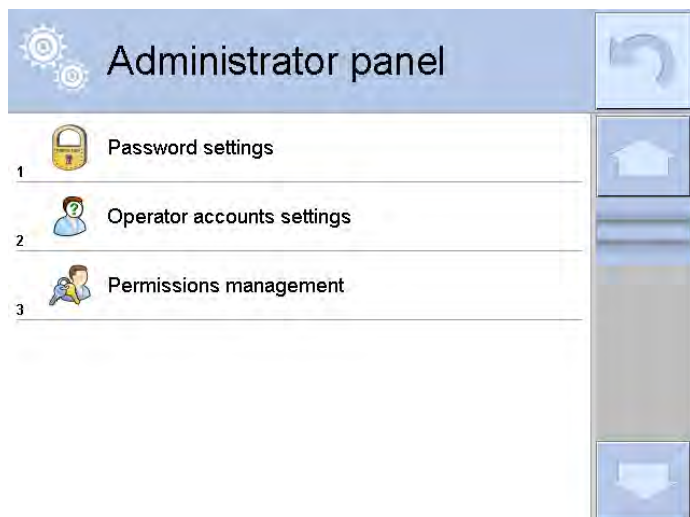 Administrator panel
1 Password settings
2 Operator accounts settings
3 Permissions management